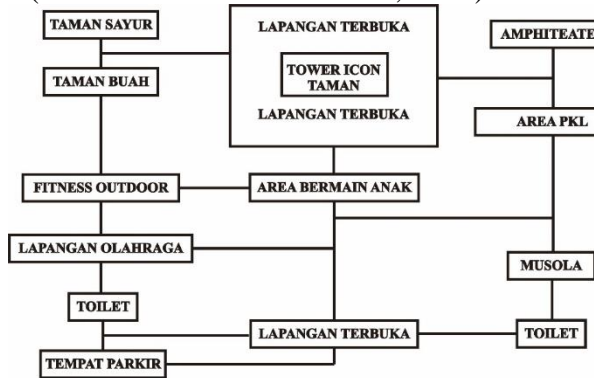 TAMAN SAYUR
LAPANGAN TERBUKA
AMPHITEATE
TOWER ICON
TAMAN
TAMAN BUAH
LAPANGAN TERBUKA
AREA PKL
FITNESS OUTDOOR
AREA BERMAIN ANAK
LAPANGAN OLAHRAGA
MUSOLA
TOILET
LAPANGAN TERBUKA
TOILET
TEMPAT PARKIR